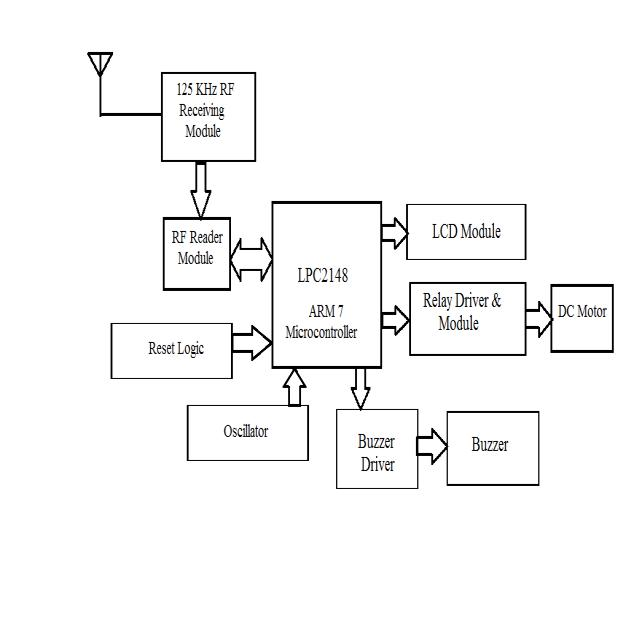 125 KHz RF
Receiving
Module
RF Reader
Module
LPC2148
ARM 7
Microcontroller
LCD Module
Relay Driver &
Module
DC Motor
Reset Logic
Oscillator
Buzzer
Driver
Buzzer